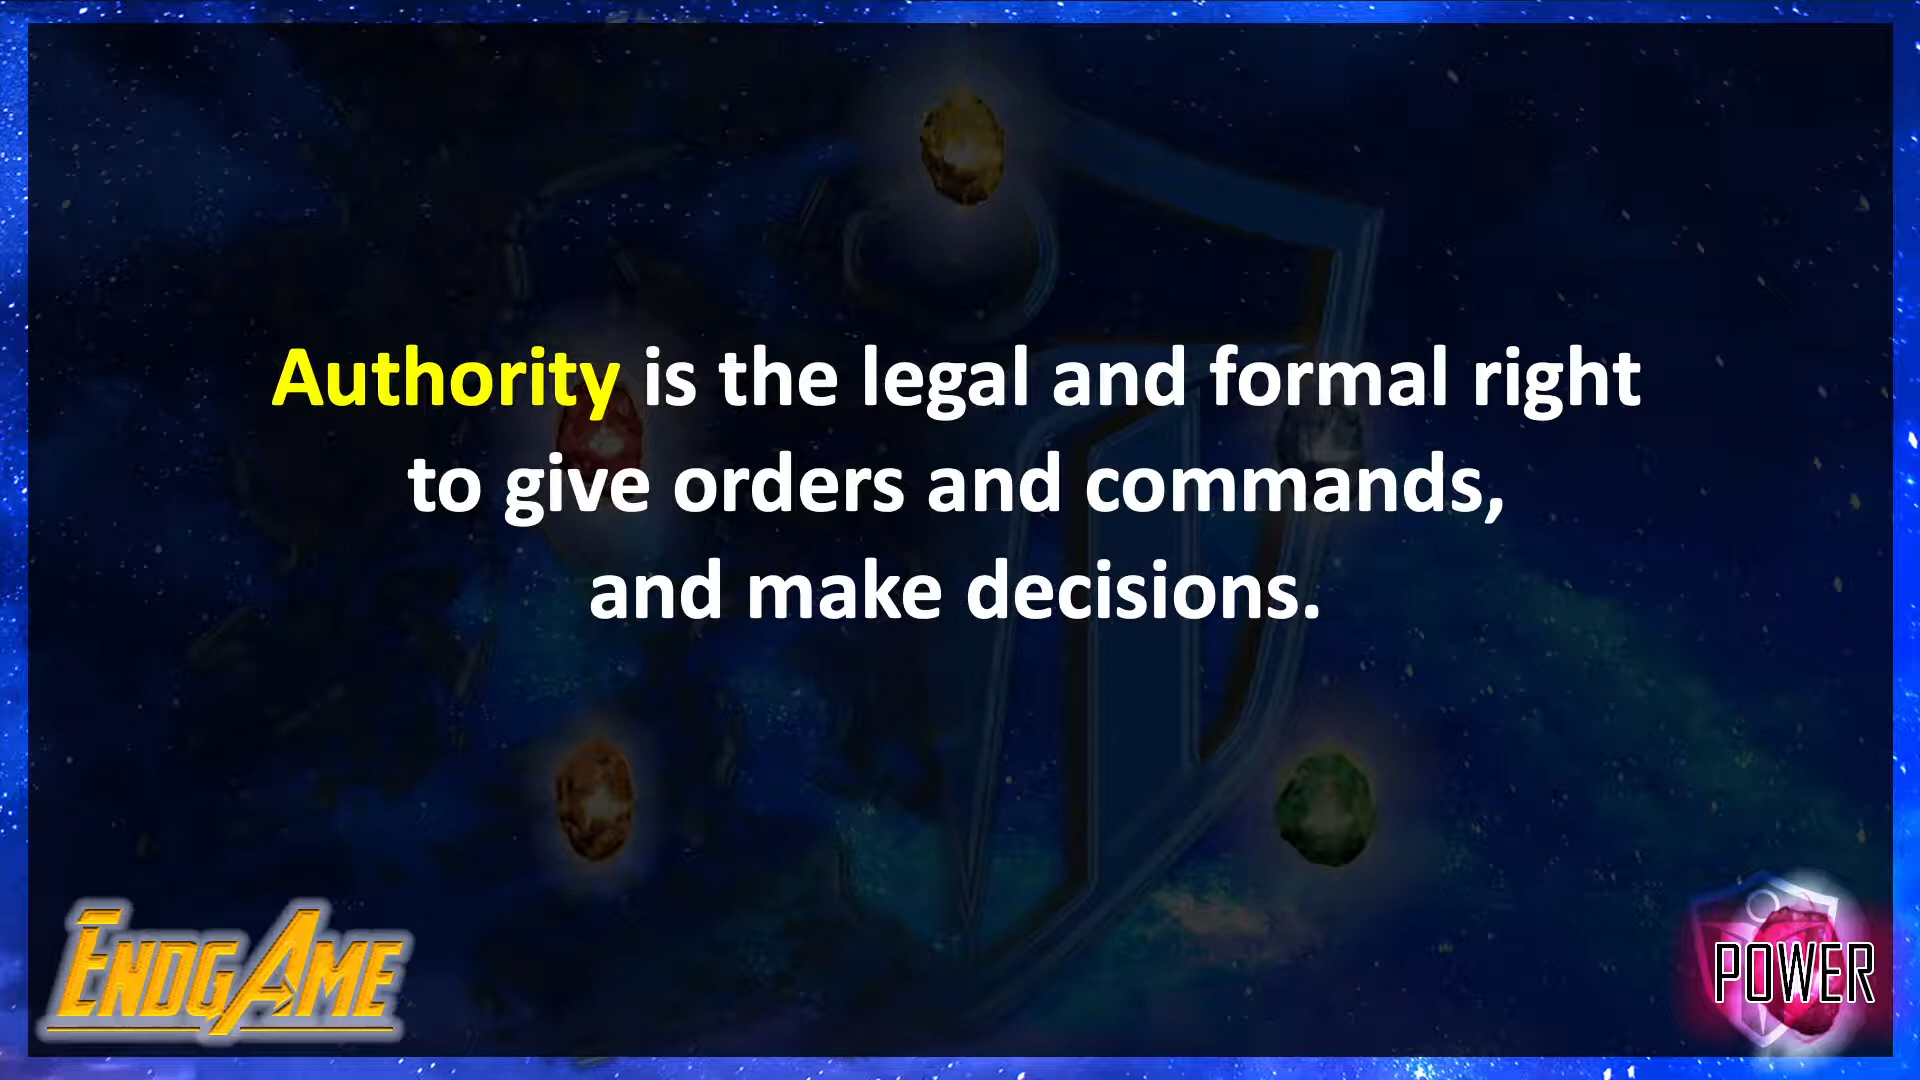 Authority is the legal and formal right
to give orders and commands,
and make decisions.
ENDGAME
POWER